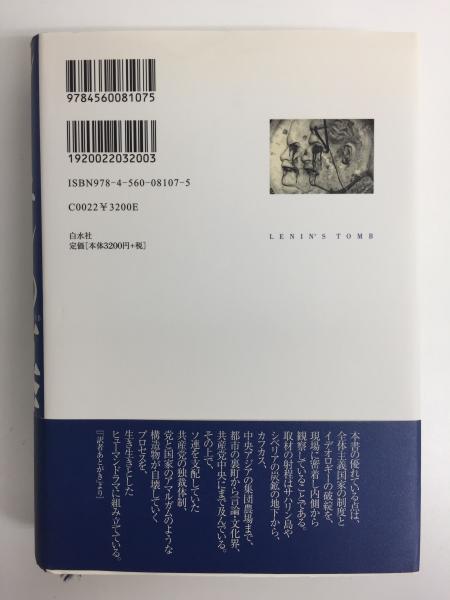 9784560081075
1920022032003
ISBN978-4-560-08107-5
C0022 ¥3200E
白水社
定価[本体3200円+税]
LENIN'S TOMB
本書の優れている点は、
全体主義国家の制度と
イデオロギーの破綻を、
現場に密着し内側から
観察していることである。
取材の射程はサハリン島や
シベリアの炭鉱の地下から、
カフカス、
中央アジアの集団農場まで、
都市の裏町から言論・文化界、
共産党中央にまで及んでいる。
その上で、
ソ連を支配していた
共産党の独裁体制、
党と国家のアマルガムのような
構造物が自壊していく
プロセスを、
生き生きとした
ヒューマンドラマに組み立てている。
[訳者あとがきより]